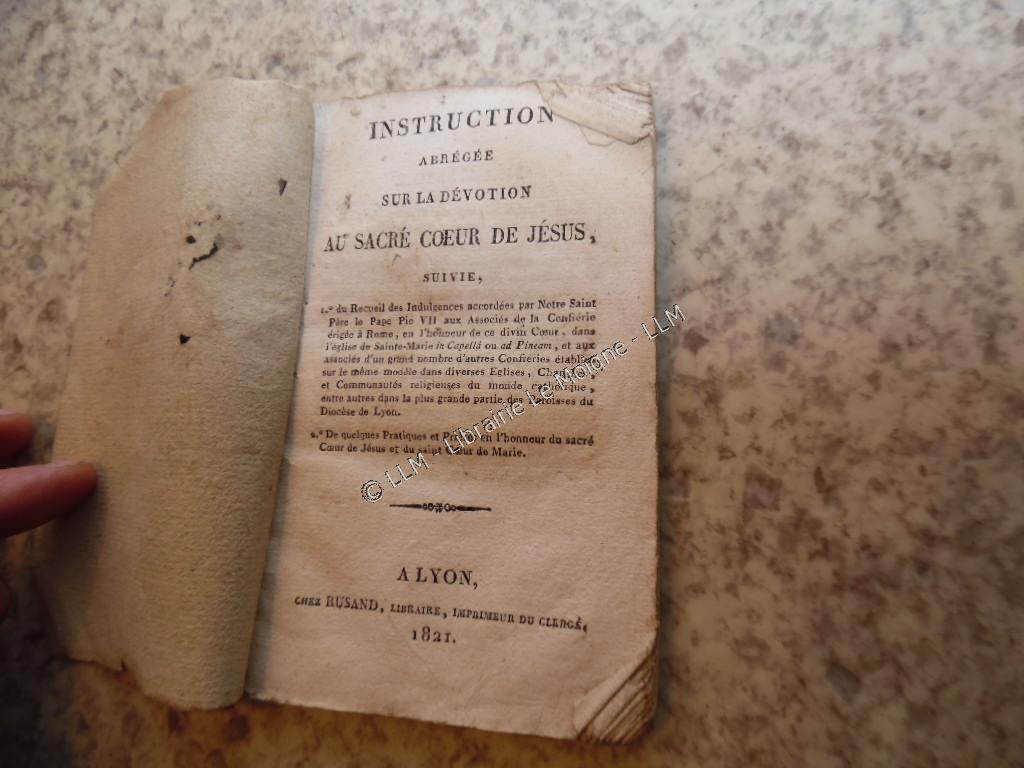 INSTRUCTION
ABRÉGÉE
SUR LA DÉVOTION
AU SACRÉ COEUR DE JÉSUS,
SUIVIE,
1.° du Recueil des Indulgences accordées par Notre Saint
Père le Pape Pie VII aux Associés de la Confrérie
érigée à Rome, en l'honneur de ce divin Cœur, dans
l'église de Sainte-Marie in Capellâ ou ad Pineam, et aux
associés d'un grand nombre d'autres Confréries établies
sur le même modèle dans diverses Eglises,
et Communautés religieuses du monde catholique,
entre autres dans la plus grande partie des Paroisses du
Diocèse de Lyon.
2.° De quelques Pratiques et Prières en l'honneur du sacré
Cœur de Jésus et du saint Cœur de Marie.
A LYON,
CHEZ RUSAND, LIBRAIRE, IMPRIMEUR DU CLERGÉ,
1821.
© LLM - Librairie Le Moigne - LLM